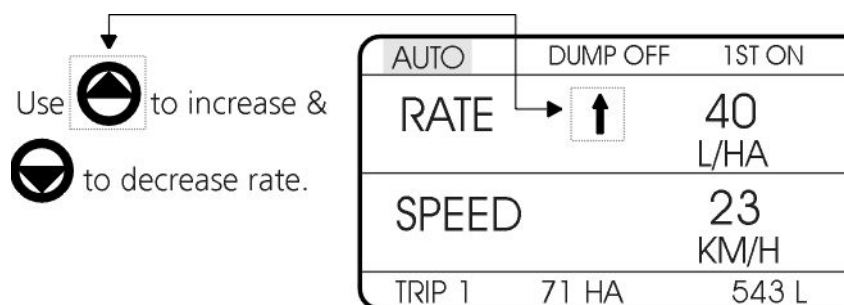 Use to increase &
to decrease rate.
AUTO DUMP OFF 1ST ON
RATE 40
L/HA
SPEED 23
KM/H
TRIP 1 71 HA 543 L